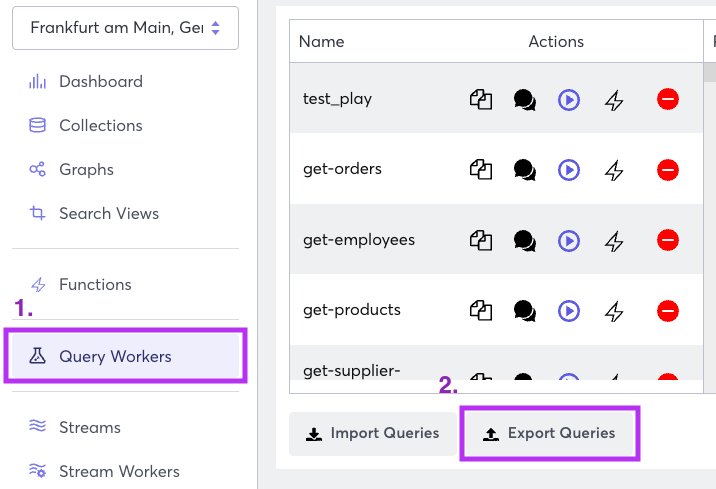 Frankfurt am Main, Ger
Dashboard
Collections
Graphs
Search Views
Functions
1.
Query Workers
Streams
Stream Workers
Name Actions
test_play
get-orders
get-employees
get-products
get-supplier-
2.
Import Queries
Export Queries